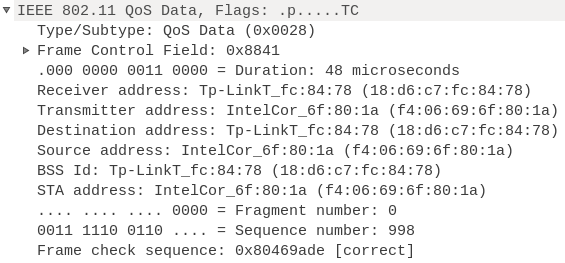 IEEE 802.11 QoS Data, Flags: .p.....TC
Type/Subtype: QoS Data (0x0028)
Frame Control Field: 0x8841
.000 0000 0011 0000 = Duration: 48 microseconds
Receiver address: Tp-LinkT_fc:84:78 (18:d6:c7:fc:84:78)
Transmitter address: IntelCor_6f:80:1a (f4:06:69:6f:80:1a)
Destination address: Tp-LinkT_fc:84:78 (18:d6:c7:fc:84:78)
Source address: IntelCor_6f:80:1a (f4:06:69:6f:80:1a)
BSS Id: Tp-LinkT_fc:84:78 (18:d6:c7:fc:84:78)
STA address: IntelCor_6f:80:1a (f4:06:69:6f:80:1a)
.... .... .... 0000 = Fragment number: 0
0011 1110 0110 .... = Sequence number: 998
Frame check sequence: 0x80469ade [correct]